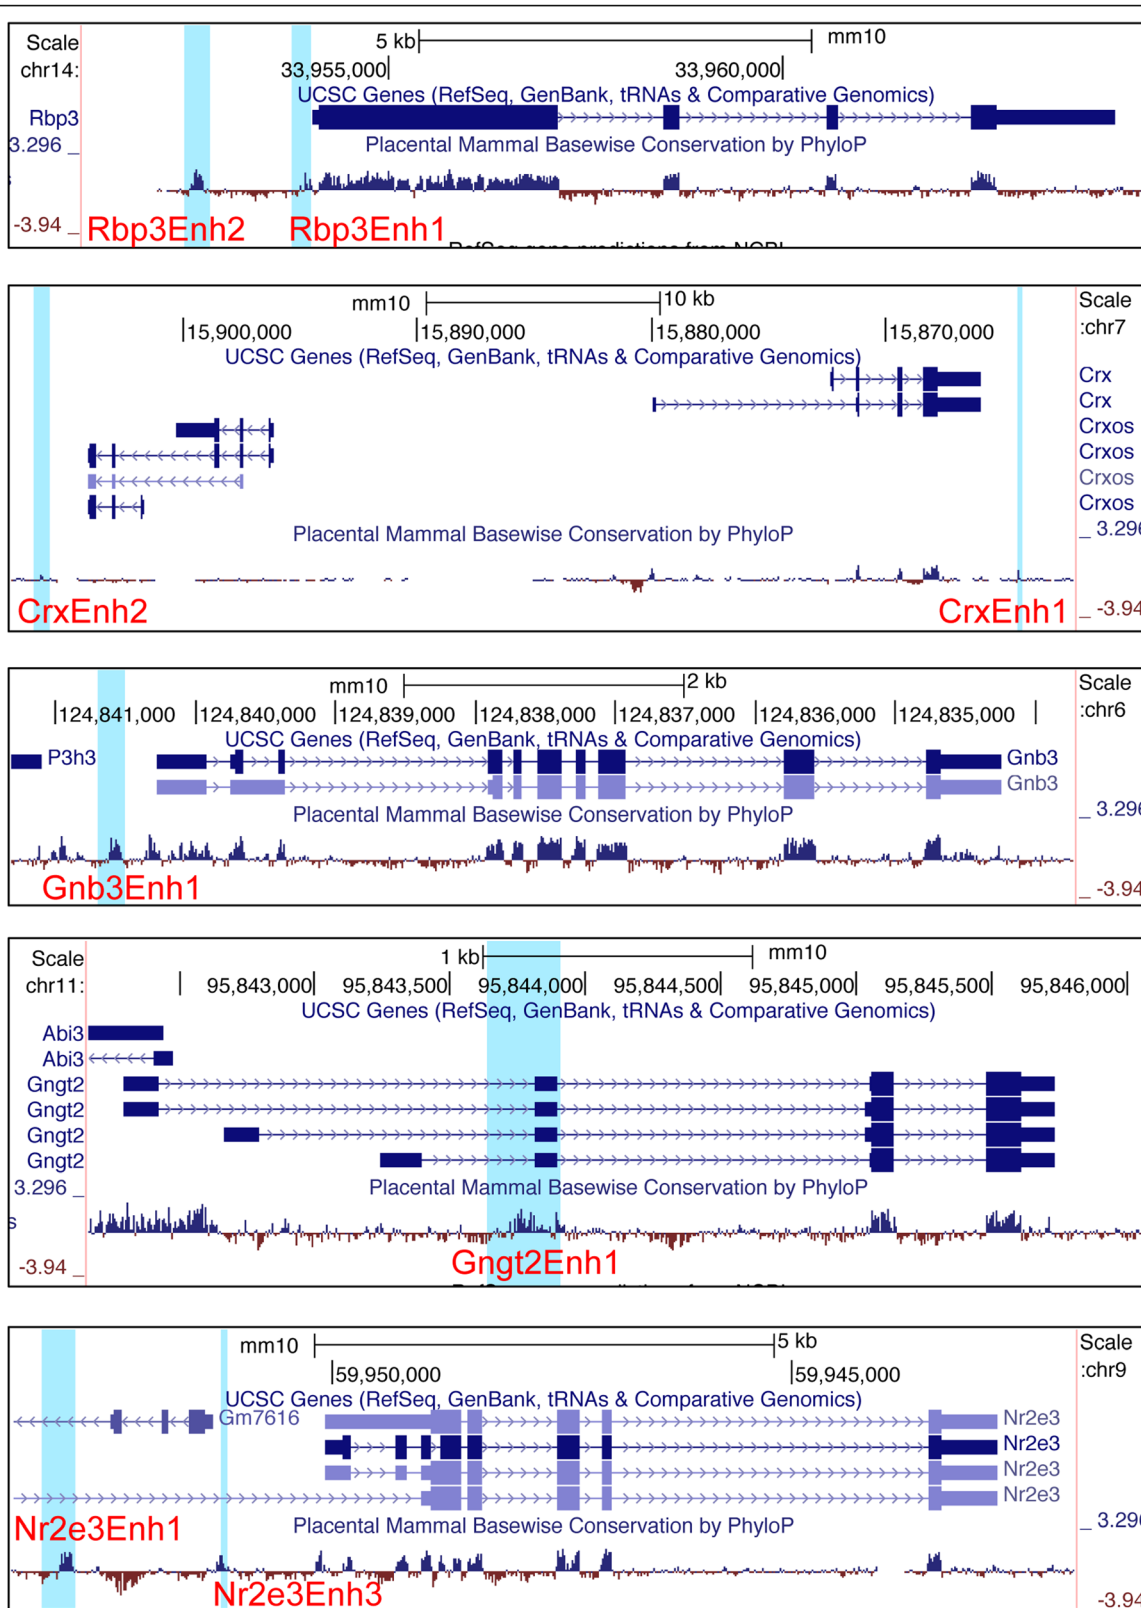 Scale 5 kb mm10
chr14: 33,955,000 33,960,000
UCSC Genes (RefSeq, GenBank, tRNAs & Comparative Genomics)
Rbp3
3.296 _ Placental Mammal Basewise Conservation by PhyloP
s
-3.94 _ Rbp3Enh2 Rbp3Enh1
RefSeq gene predictions from NCBI
mm10 10 kb Scale
15,900,000 15,890,000 15,880,000 15,870,000 :chr7
UCSC Genes (RefSeq, GenBank, tRNAs & Comparative Genomics)
Crx
Crx
Crxos
Crxos
Crxos
Crxos
Placental Mammal Basewise Conservation by PhyloP _ 3.296
CrxEnh2 CrxEnh1 _ -3.94
mm10 2 kb Scale
124,841,000 124,840,000 124,839,000 124,838,000 124,837,000 124,836,000 124,835,000 :chr6
UCSC Genes (RefSeq, GenBank, tRNAs & Comparative Genomics)
P3h3 Gnb3
Gnb3
Placental Mammal Basewise Conservation by PhyloP _ 3.296
Gnb3Enh1 _ -3.94
Scale 1 kb mm10
chr11: 95,843,000 95,843,500 95,844,000 95,844,500 95,845,000 95,845,500 95,846,000
UCSC Genes (RefSeq, GenBank, tRNAs & Comparative Genomics)
Abi3
Abi3
Gngt2
Gngt2
Gngt2
Gngt2
3.296 _ Placental Mammal Basewise Conservation by PhyloP
s
-3.94 _ Gngt2Enh1
mm10 5 kb Scale
59,950,000 59,945,000 :chr9
UCSC Genes (RefSeq, GenBank, tRNAs & Comparative Genomics)
Gm7616 Nr2e3
Nr2e3
Nr2e3
Nr2e3
Nr2e3Enh1 Placental Mammal Basewise Conservation by PhyloP _ 3.296
Nr2e3Enh3 -3.94